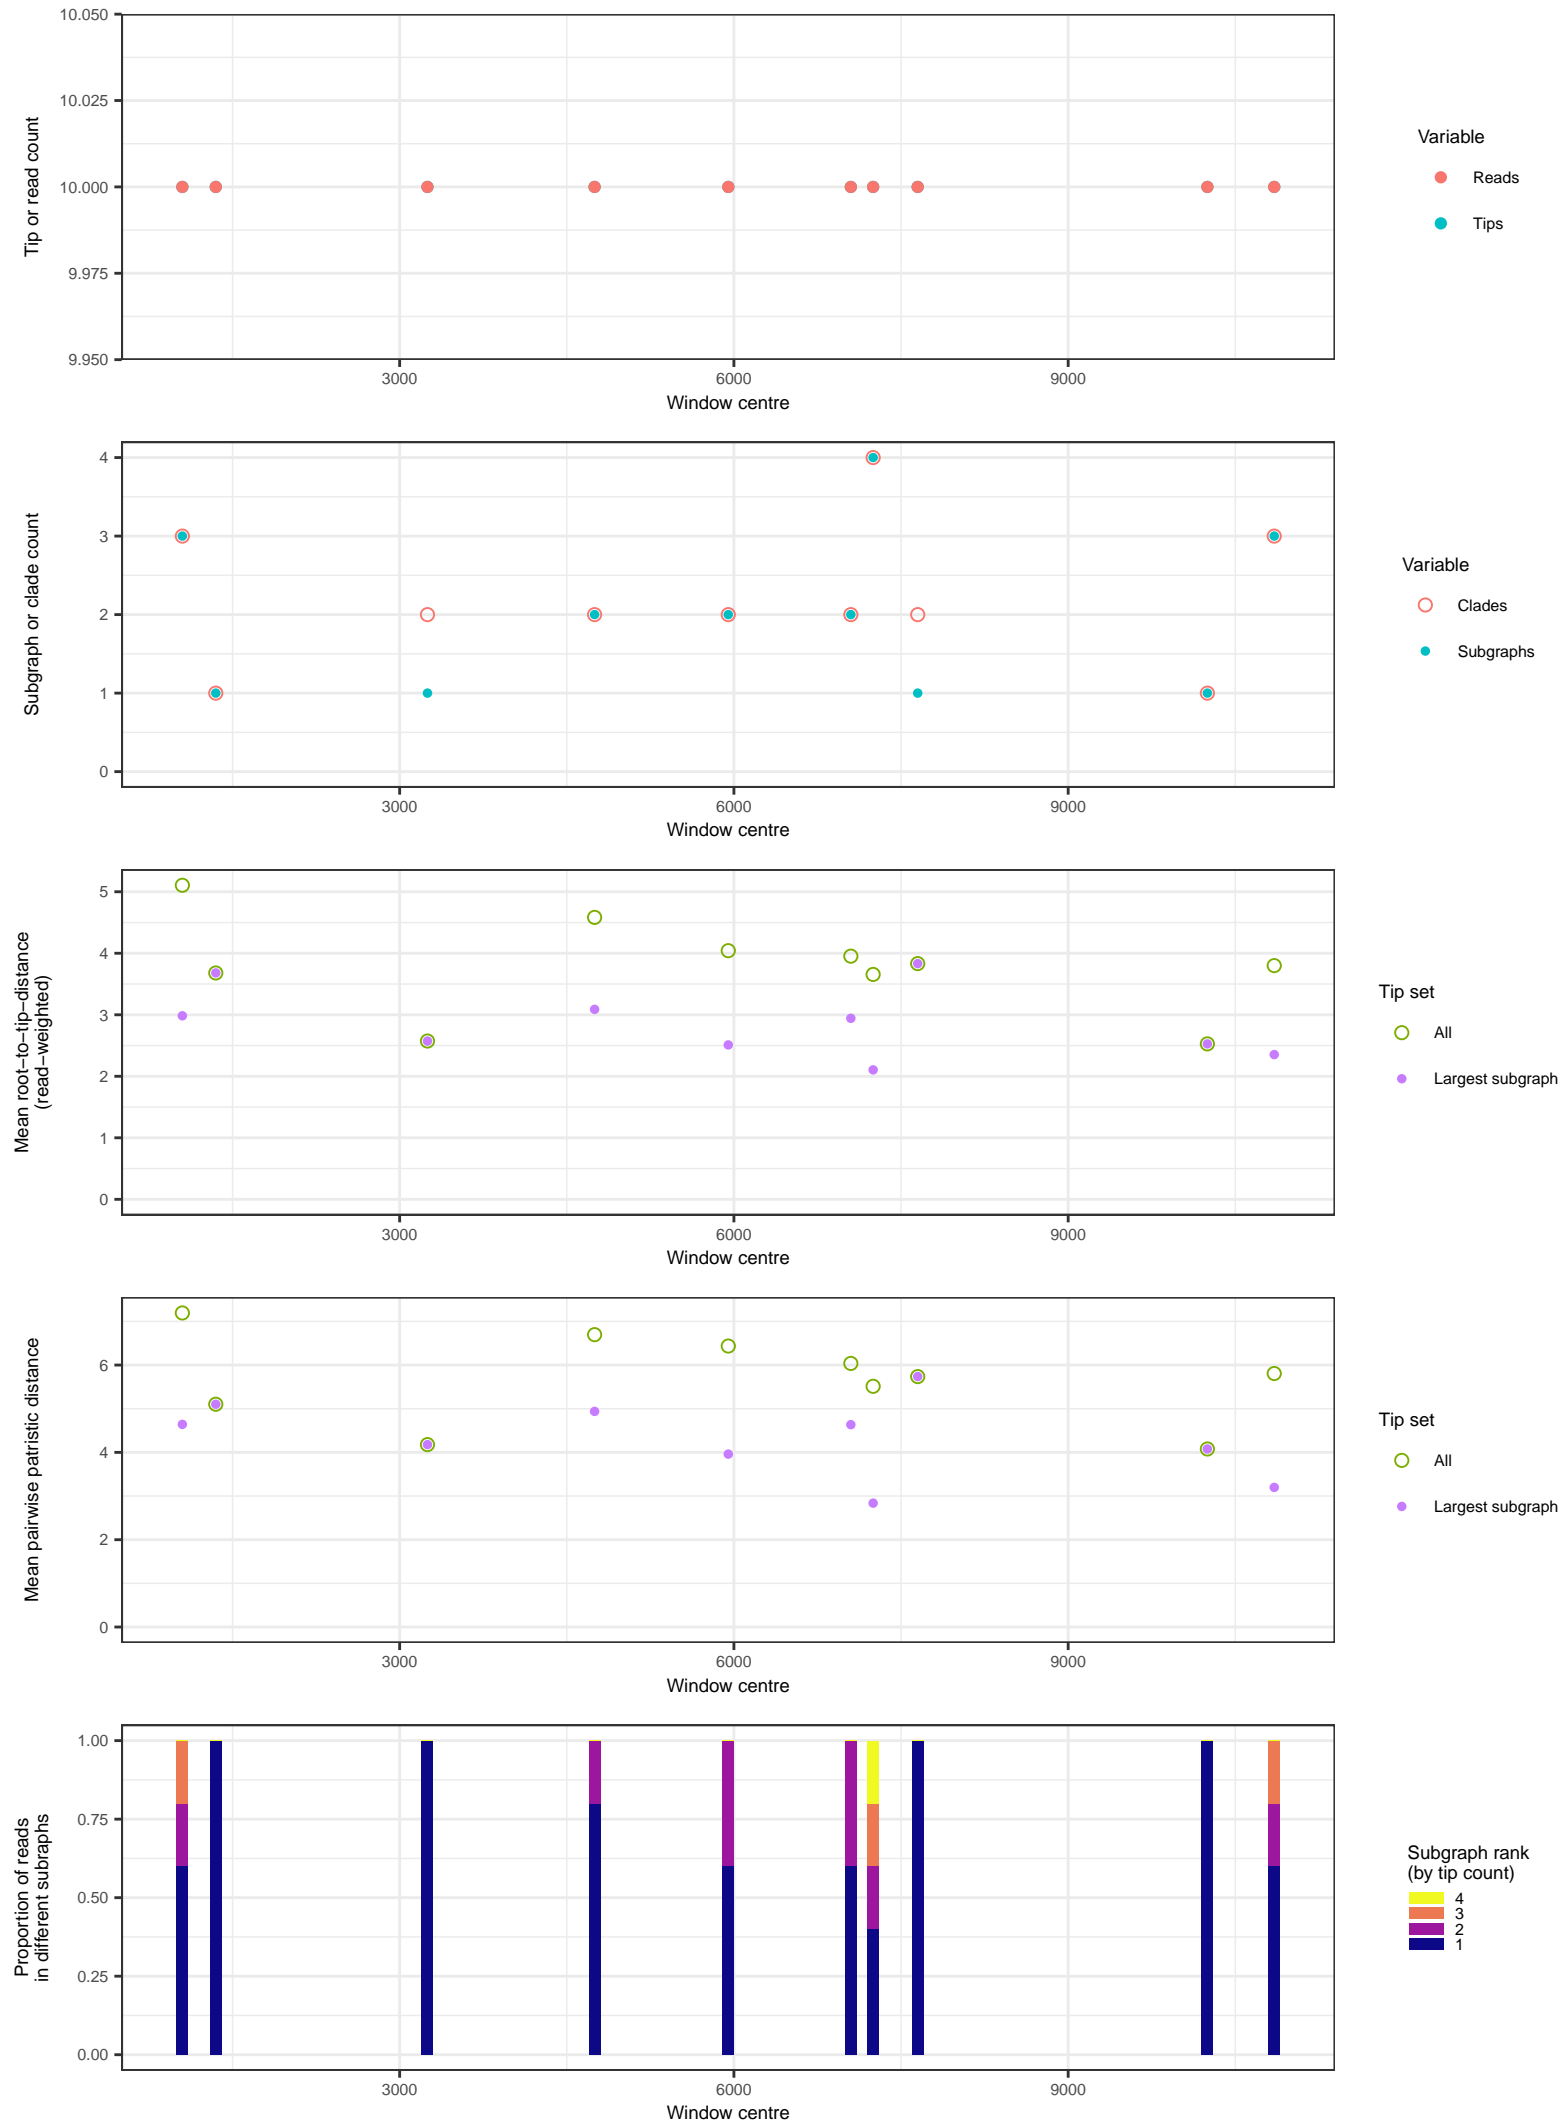 10.050
10.025
10.000
9.975
9.950
Tip or read count
3000 6000 9000
Window centre
Variable
Reads
Tips
4
3
2
1
0
Subgraph or clade count
3000 6000 9000
Window centre
Variable
Clades
Subgraphs
5
4
3
2
1
0
Mean root−to−tip−distance
(read−weighted)
3000 6000 9000
Window centre
Tip set
All
Largest subgraph
6
4
2
0
Mean pairwise patristic distance
3000 6000 9000
Window centre
Tip set
All
Largest subgraph
1.00
0.75
0.50
0.25
0.00
Proportion of reads
in different subraphs
3000 6000 9000
Window centre
Subgraph rank
(by tip count)
4
3
2
1